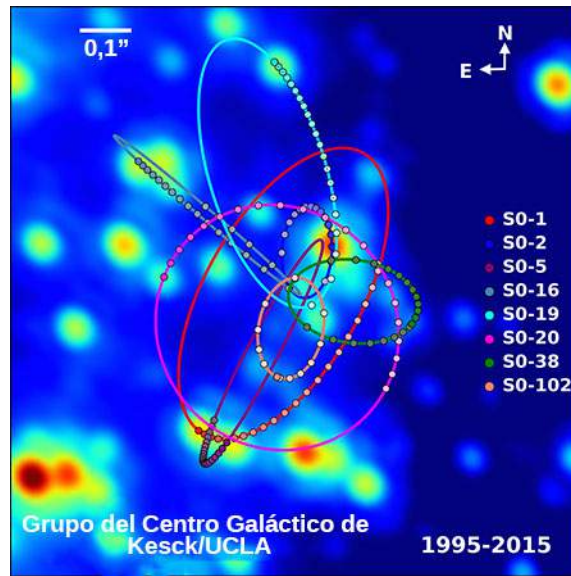 0,1”
N
E
S0-1
S0-2
S0-5
S0-16
S0-19
S0-20
S0-38
S0-102
Grupo del Centro Galáctico de
Kesck/UCLA
1995-2015